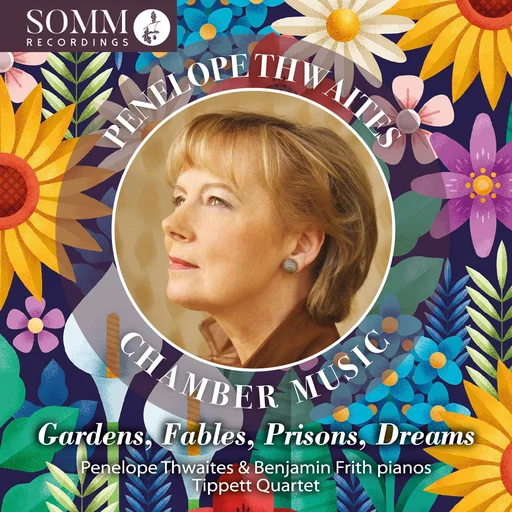 SOMM
RECORDINGS
PENELOPE THWAITES
CHAMBER MUSIC
Gardens, Fables, Prisons, Dreams
Penelope Thwaites & Benjamin Frith pianos
Tippett Quartet